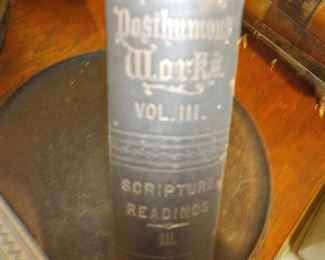 Posthumous
Works.
VOL. III.
SCRIPTURE
READINGS
III.